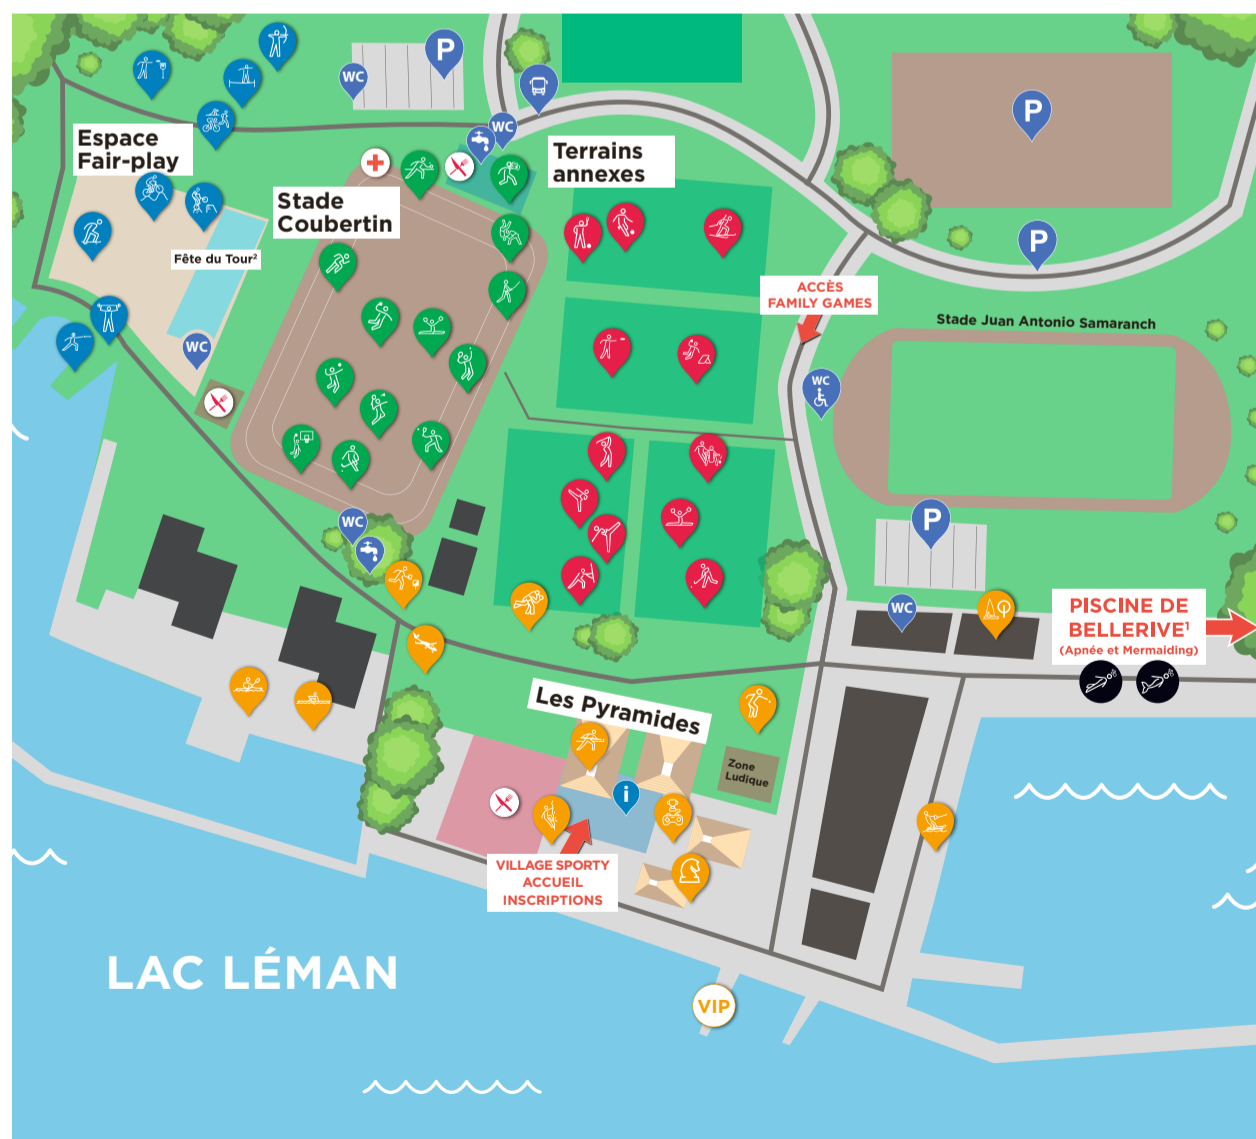 P
WC
P
WC
Espace
Fair-play
Terrains
annexes
Stade
Coubertin
P
Fête du Tour²
ACCÈS
FAMILY GAMES
Stade Juan Antonio Samaranch
WC
WC
P
WC
WC
PISCINE DE
BELLERIVE¹
(Apnée et Mermaiding)
Les Pyramides
Zone
Ludique
i
VILLAGE SPORTY
ACCUEIL
INSCRIPTIONS
LAC LÉMAN
VIP